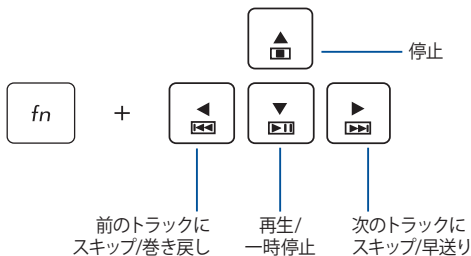 停止
fn
+
前のトラックに
スキップ/巻き戻し
再生/
一時停止
次のトラックに
スキップ/早送り